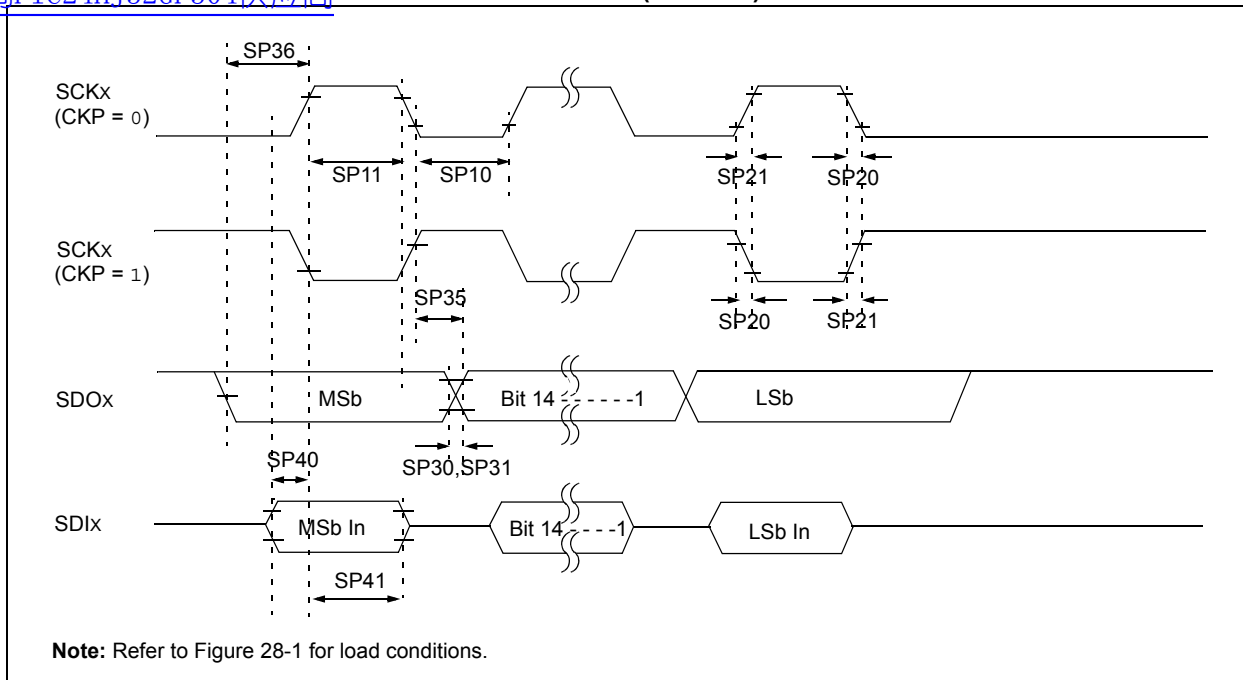 SP36
SCKx
(CKP = 0)
SP11
SP10
SP21
SP20
SCKx
(CKP = 1)
SP35
SP20
SP21
SDOx
MSb
Bit 14 - - - - - -1
LSb
SP40
SP30,SP31
SDIx
MSb In
Bit 14 - - - -1
LSb In
SP41
Note: Refer to Figure 28-1 for load conditions.